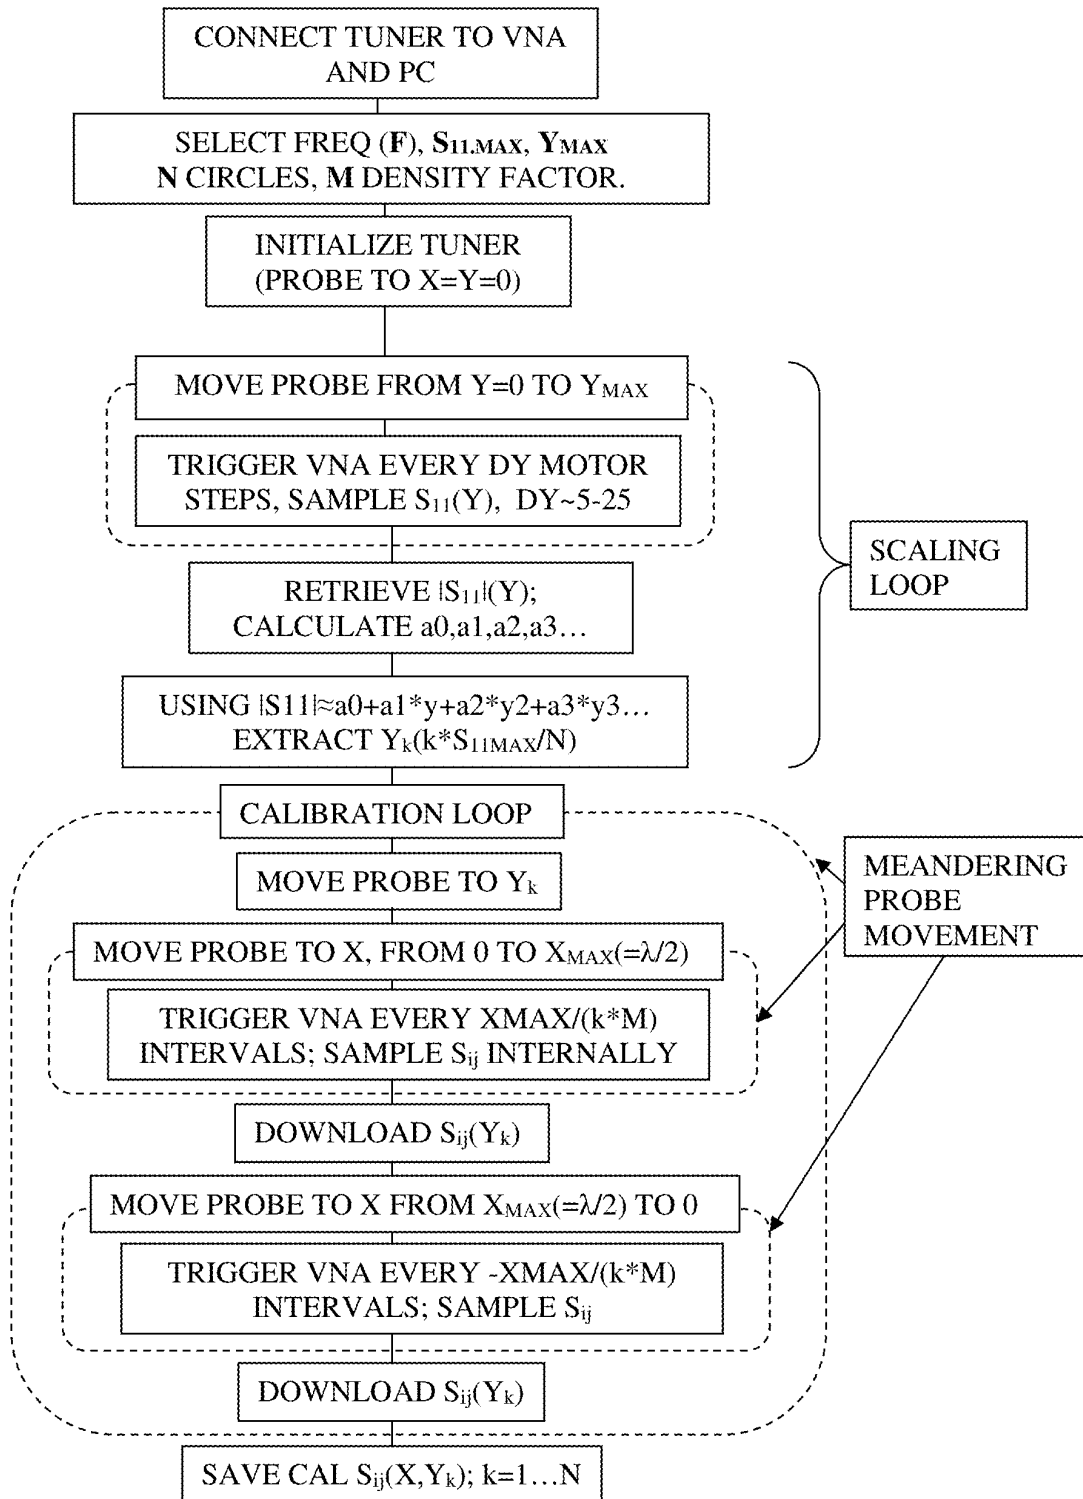 CONNECT TUNER TO VNA
AND PC
SELECT FREQ (F), S11.MAX, YMAX
N CIRCLES, M DENSITY FACTOR.
INITIALIZE TUNER
(PROBE TO X=Y=0)
MOVE PROBE FROM Y=0 TO YMAX
TRIGGER VNA EVERY DY MOTOR
STEPS, SAMPLE S11(Y), DY~5-25
RETRIEVE |S11|(Y);
CALCULATE a0,a1,a2,a3…
USING |S11|≈a0+a1*y+a2*y2+a3*y3…
EXTRACT Yk(k*S11MAX/N)
SCALING
LOOP
CALIBRATION LOOP
MOVE PROBE TO Yk
MOVE PROBE TO X, FROM 0 TO XMAX(=λ/2)
TRIGGER VNA EVERY XMAX/(k*M)
INTERVALS; SAMPLE Sij INTERNALLY
DOWNLOAD Sij(Yk)
MOVE PROBE TO X FROM XMAX(=λ/2) TO 0
TRIGGER VNA EVERY -XMAX/(k*M)
INTERVALS; SAMPLE Sij
DOWNLOAD Sij(Yk)
MEANDERING
PROBE
MOVEMENT
SAVE CAL Sij(X,Yk); k=1…N